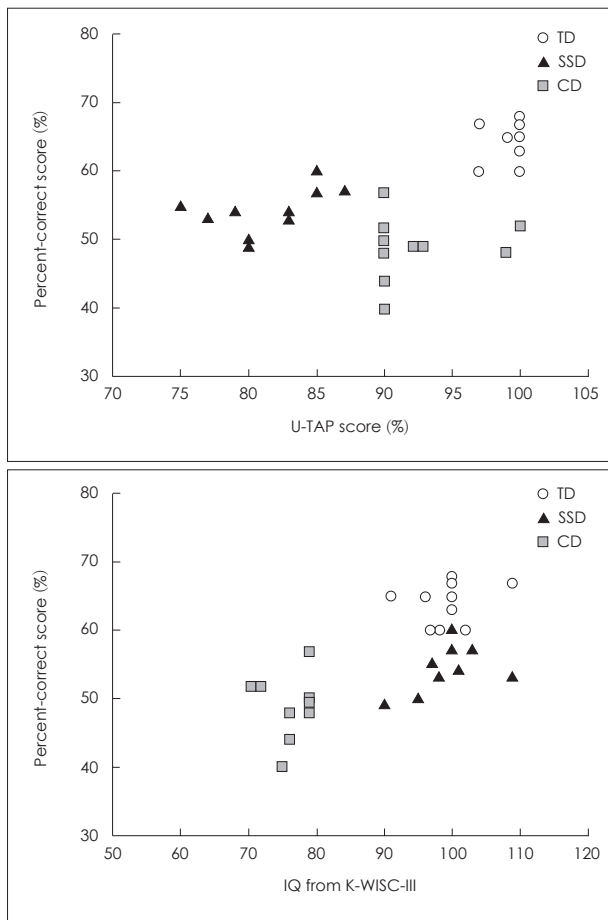 80
70
60
50
40
30
Percent-correct score (%)
TD
SSD
CD
70 75 80 85 90 95 100 105
U-TAP score (%)
80
70
60
50
40
30
Percent-correct score (%)
TD
SSD
CD
50 60 70 80 90 100 110 120
IQ from K-WISC-III